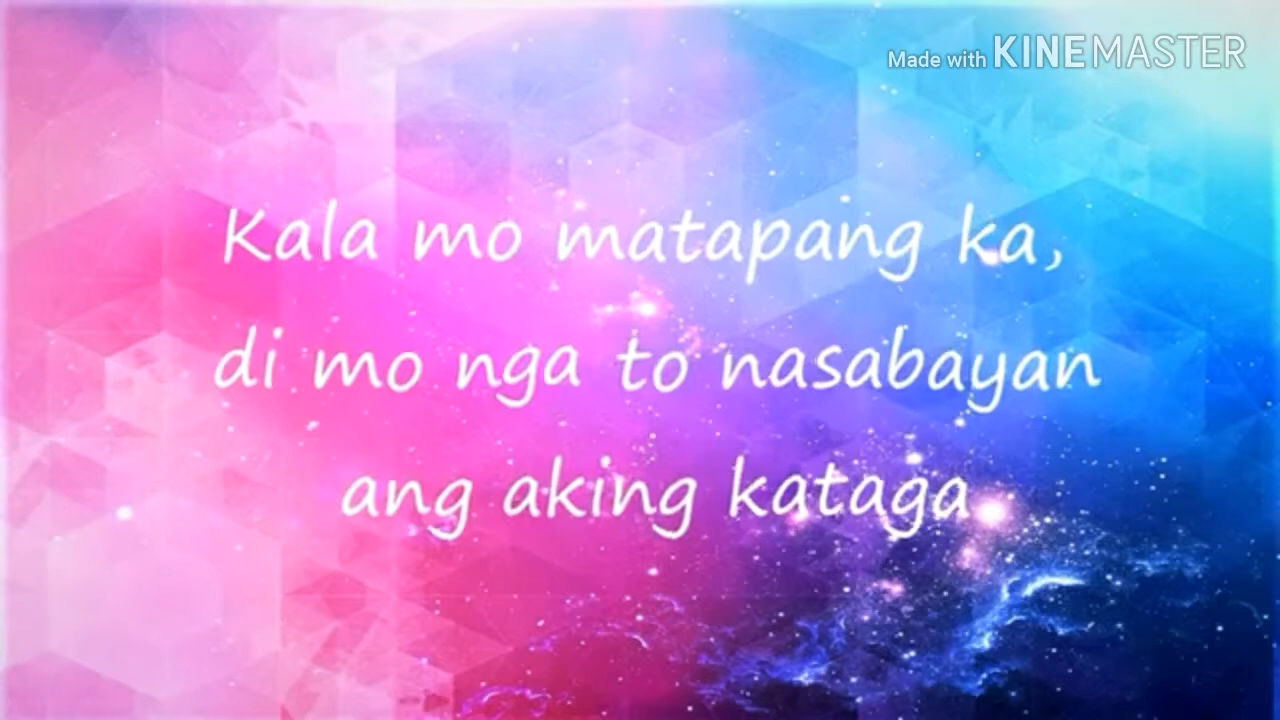 Made with KINEMASTER
Kala mo matapang ka,
di mo nga to nasabayan
ang aking kataga